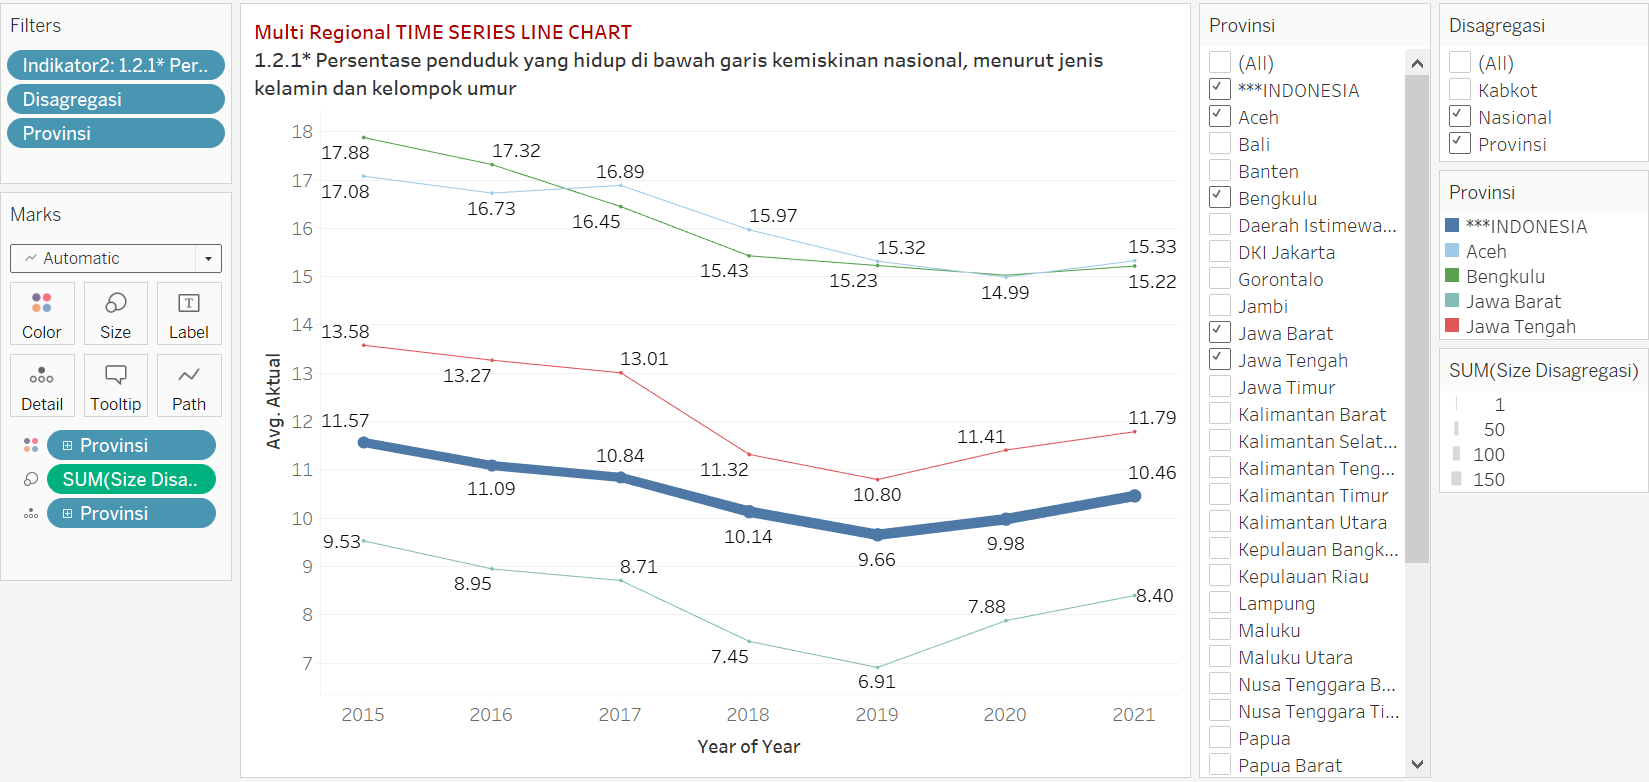 Filters
Indikator2: 1.2.1* Per..
Disagregasi
Provinsi
Marks
Automatic
Color
Size
Label
Detail
Tooltip
Path
Provinsi
SUM(Size Disa..
Provinsi
Multi Regional TIME SERIES LINE CHART
1.2.1* Persentase penduduk yang hidup di bawah garis kemiskinan nasional, menurut jenis
kelamin dan kelompok umur
Avg. Aktual
18
17
16
15
14
13
12
11
10
9
8
7
17.88
17.32
16.45
15.43
15.23
15.22
17.08
16.73
16.89
15.97
15.32
14.99
15.33
13.58
13.27
13.01
11.32
10.80
11.41
11.79
11.57
11.09
10.84
10.14
9.66
9.98
10.46
9.53
8.95
8.71
7.45
6.91
7.88
8.40
2015
2016
2017
2018
2019
2020
2021
Year of Year
Provinsi
(All)
***INDONESIA
Aceh
Bali
Banten
Bengkulu
Daerah Istimewa...
DKI Jakarta
Gorontalo
Jambi
Jawa Barat
Jawa Tengah
Jawa Timur
Kalimantan Barat
Kalimantan Selat...
Kalimantan Teng...
Kalimantan Timur
Kalimantan Utara
Kepulauan Bangk...
Kepulauan Riau
Lampung
Maluku
Maluku Utara
Nusa Tenggara B...
Nusa Tenggara Ti...
Papua
Papua Barat
Disagregasi
(All)
Kabkot
Nasional
Provinsi
Provinsi
***INDONESIA
Aceh
Bengkulu
Jawa Barat
Jawa Tengah
SUM(Size Disagregasi)
1
50
100
150